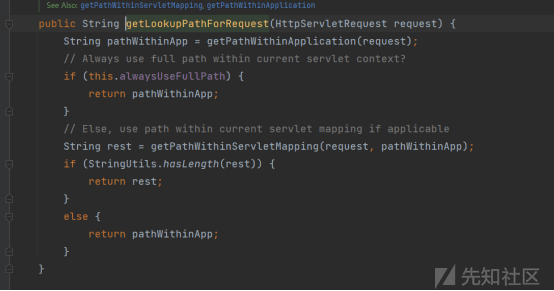 See Also: getPathWithinServletMapping, getPathWithinApplication
public String getLookupPathForRequest(HttpServletRequest request) {
String pathWithinApp = getPathWithinApplication(request);
// Always use full path within current servlet context?
if (this.alwaysUseFullPath) {
return pathWithinApp;
}
// Else, use path within current servlet mapping if applicable
String rest = getPathWithinServletMapping(request, pathWithinApp);
if (StringUtils.hasLength(rest)) {
return rest;
}
else {
return pathWithinApp;
}
}
先知社区